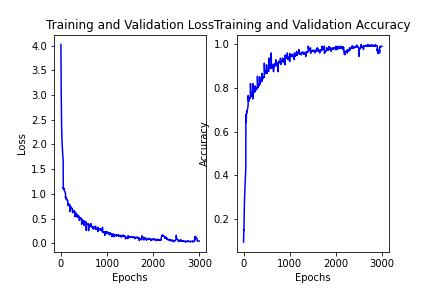 Training and Validation Loss
4.0
3.5
3.0
2.5
2.0
1.5
1.0
0.5
0.0
Loss
0 1000 2000 3000
Epochs
Training and Validation Accuracy
1.0
0.8
0.6
0.4
0.2
Accuracy
0 1000 2000 3000
Epochs